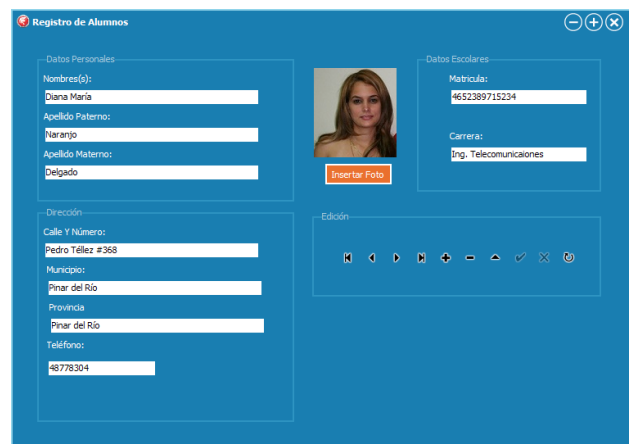 Registro de Alumnos
Datos Personales
Nombres(s):
Diana María
Apellido Paterno:
Naranjo
Apellido Materno:
Delgado
Insertar Foto
Datos Escolares
Matricula:
4652389715234
Carrera:
Ing. Telecomunicaiones
Dirección
Calle Y Número:
Pedro Téllez #368
Municipio:
Pinar del Río
Provincia
Pinar del Río
Teléfono:
48778304
Edición